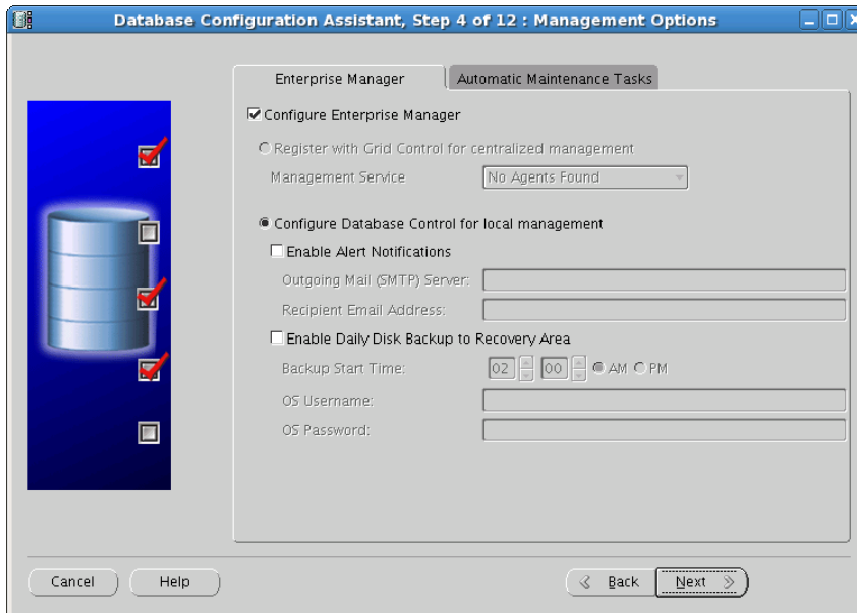 Database Configuration Assistant, Step 4 of 12 : Management Options
Enterprise Manager
Automatic Maintenance Tasks
Configure Enterprise Manager
Register with Grid Control for centralized management
Management Service
No Agents Found
Configure Database Control for local management
Enable Alert Notifications
Outgoing Mail (SMTP) Server:
Recipient Email Address:
Enable Daily Disk Backup to Recovery Area
Backup Start Time:
02 00 AM PM
OS Username:
OS Password:
Cancel
Help
Back
Next